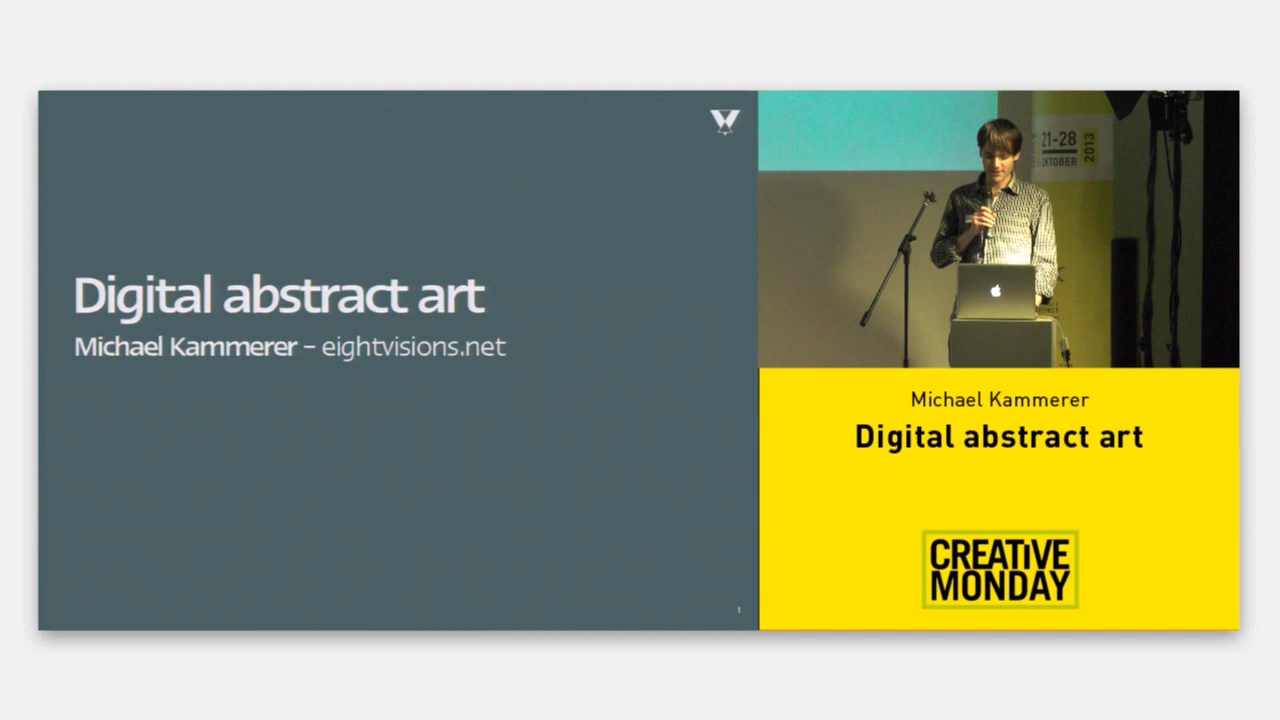 Digital abstract art
Michael Kammerer – eightvisions.net
1
21-28
OKTOBER
2013
Michael Kammerer
Digital abstract art
CREATIVE
MONDAY